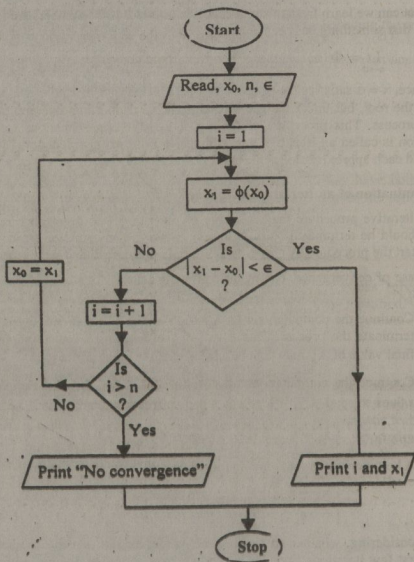 Start
Read, x₀, n, ∈
i = 1
x₁ = ϕ(x₀)
No
Is
Yes
|x₁ − x₀| < ∈
?
x₀ = x₁
i = i + 1
Is
i > n
?
No
Yes
Print “No convergence”
Print i and x₁
Stop